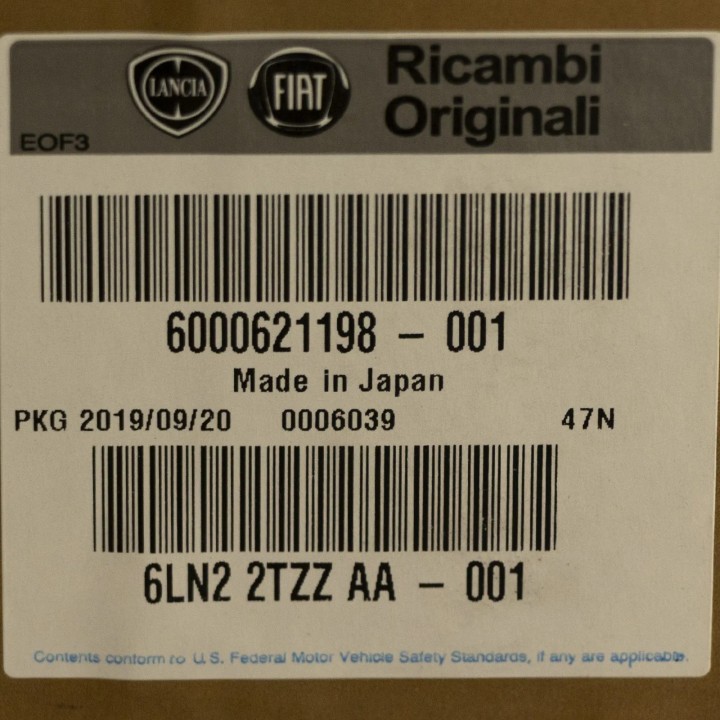 LANCIA FIAT Ricambi
Originali
EOF3
6000621198 - 001
Made in Japan
PKG 2019/09/20 0006039 47N
6LN2 2TZZ AA - 001
Contents conform to U.S. Federal Motor Vehicle Safety Standards, if any are applicable.